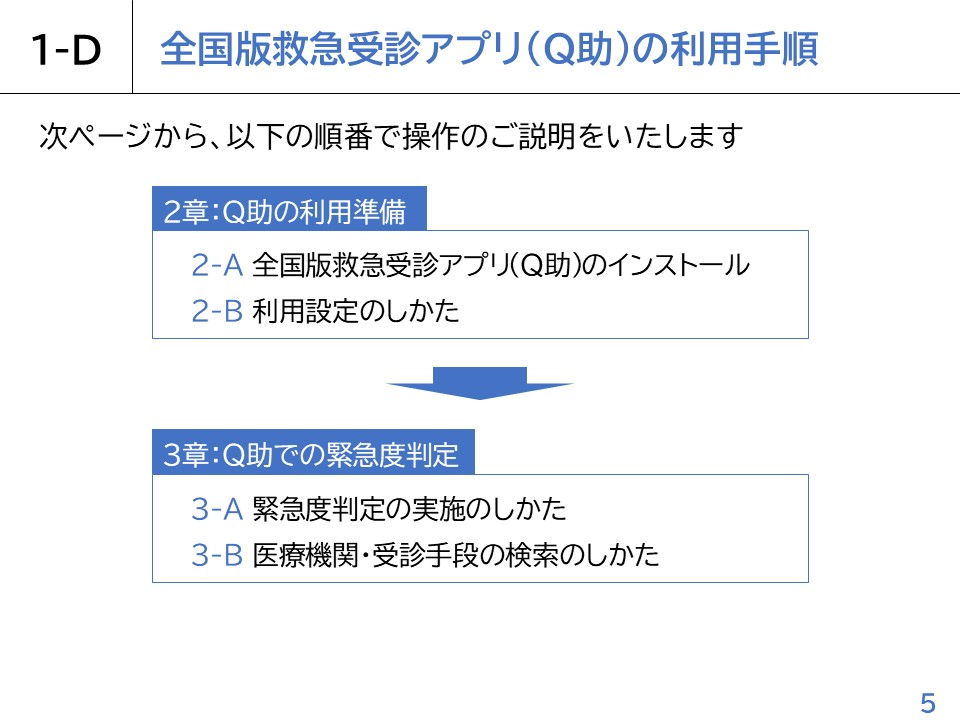 1-D
全国版救急受診アプリ(Q助)の利用手順
次ページから、以下の順番で操作のご説明をいたします
2章：Q助の利用準備
2-A 全国版救急受診アプリ(Q助)のインストール
2-B 利用設定のしかた
3章：Q助での緊急度判定
3-A 緊急度判定の実施のしかた
3-B 医療機関・受診手段の検索のしかた
5